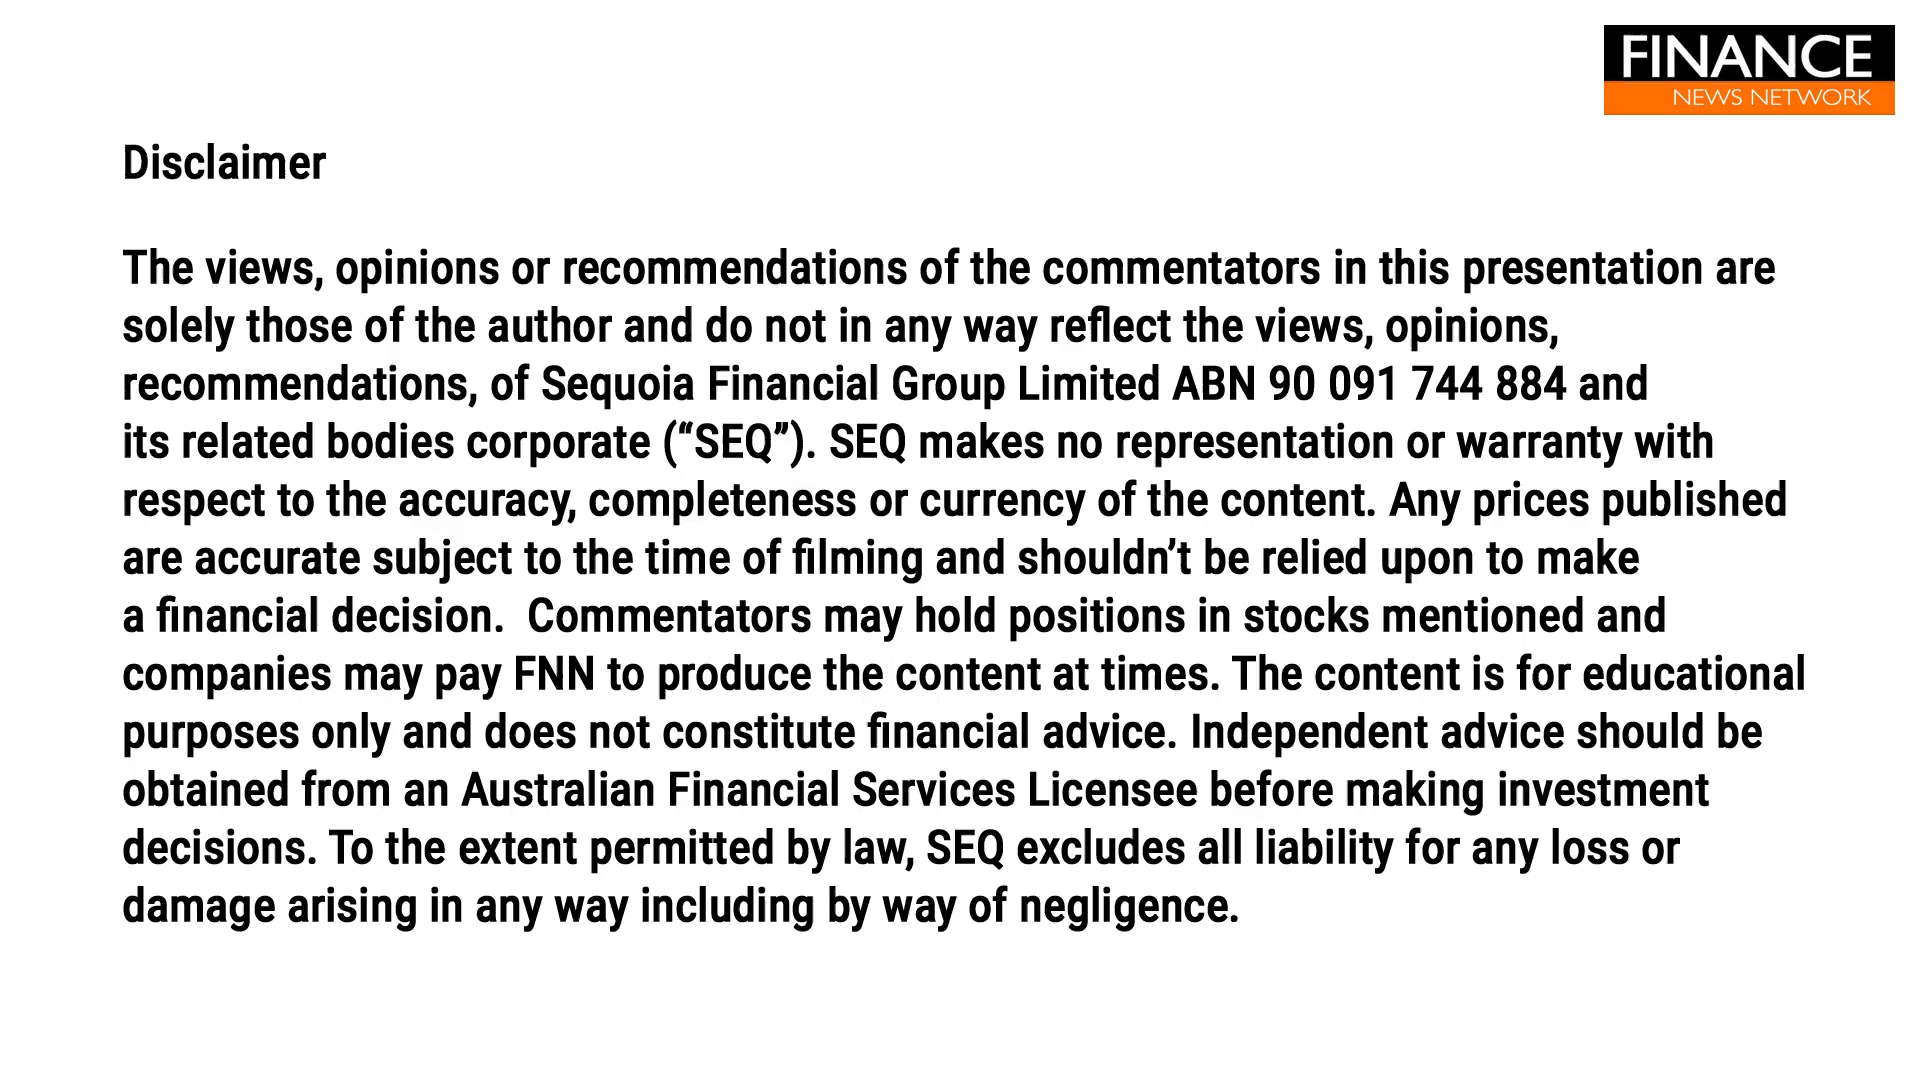 FINANCE
NEWS NETWORK
Disclaimer
The views, opinions or recommendations of the commentators in this presentation are
solely those of the author and do not in any way reflect the views, opinions,
recommendations, of Sequoia Financial Group Limited ABN 90 091 744 884 and
its related bodies corporate (“SEQ”). SEQ makes no representation or warranty with
respect to the accuracy, completeness or currency of the content. Any prices published
are accurate subject to the time of filming and shouldn’t be relied upon to make
a financial decision.  Commentators may hold positions in stocks mentioned and
companies may pay FNN to produce the content at times. The content is for educational
purposes only and does not constitute financial advice. Independent advice should be
obtained from an Australian Financial Services Licensee before making investment
decisions. To the extent permitted by law, SEQ excludes all liability for any loss or
damage arising in any way including by way of negligence.